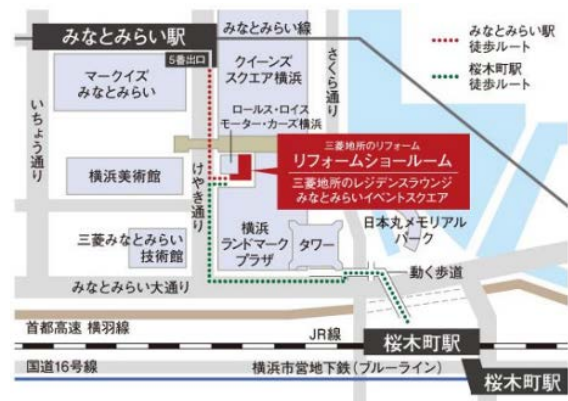 みなとみらい駅
5番出口
みなとみらい線
みなとみらい駅
徒歩ルート
桜木町駅
徒歩ルート
マークイズ
みなとみらい
クイーンズ
スクエア横浜
さくら通り
いちょう通り
ロールス・ロイス
モーター・カーズ横浜
三菱地所のリフォーム
リフォームショールーム
三菱地所のレジデンスラウンジ
みなとみらいイベントスクエア
横浜美術館
けやき通り
三菱みなとみらい
技術館
横浜
ランドマーク
プラザ
タワー
日本丸メモリアル
パーク
みなとみらい大通り
動く歩道
首都高速 横羽線
JR線
桜木町駅
国道16号線
横浜市営地下鉄(ブルーライン)
桜木町駅